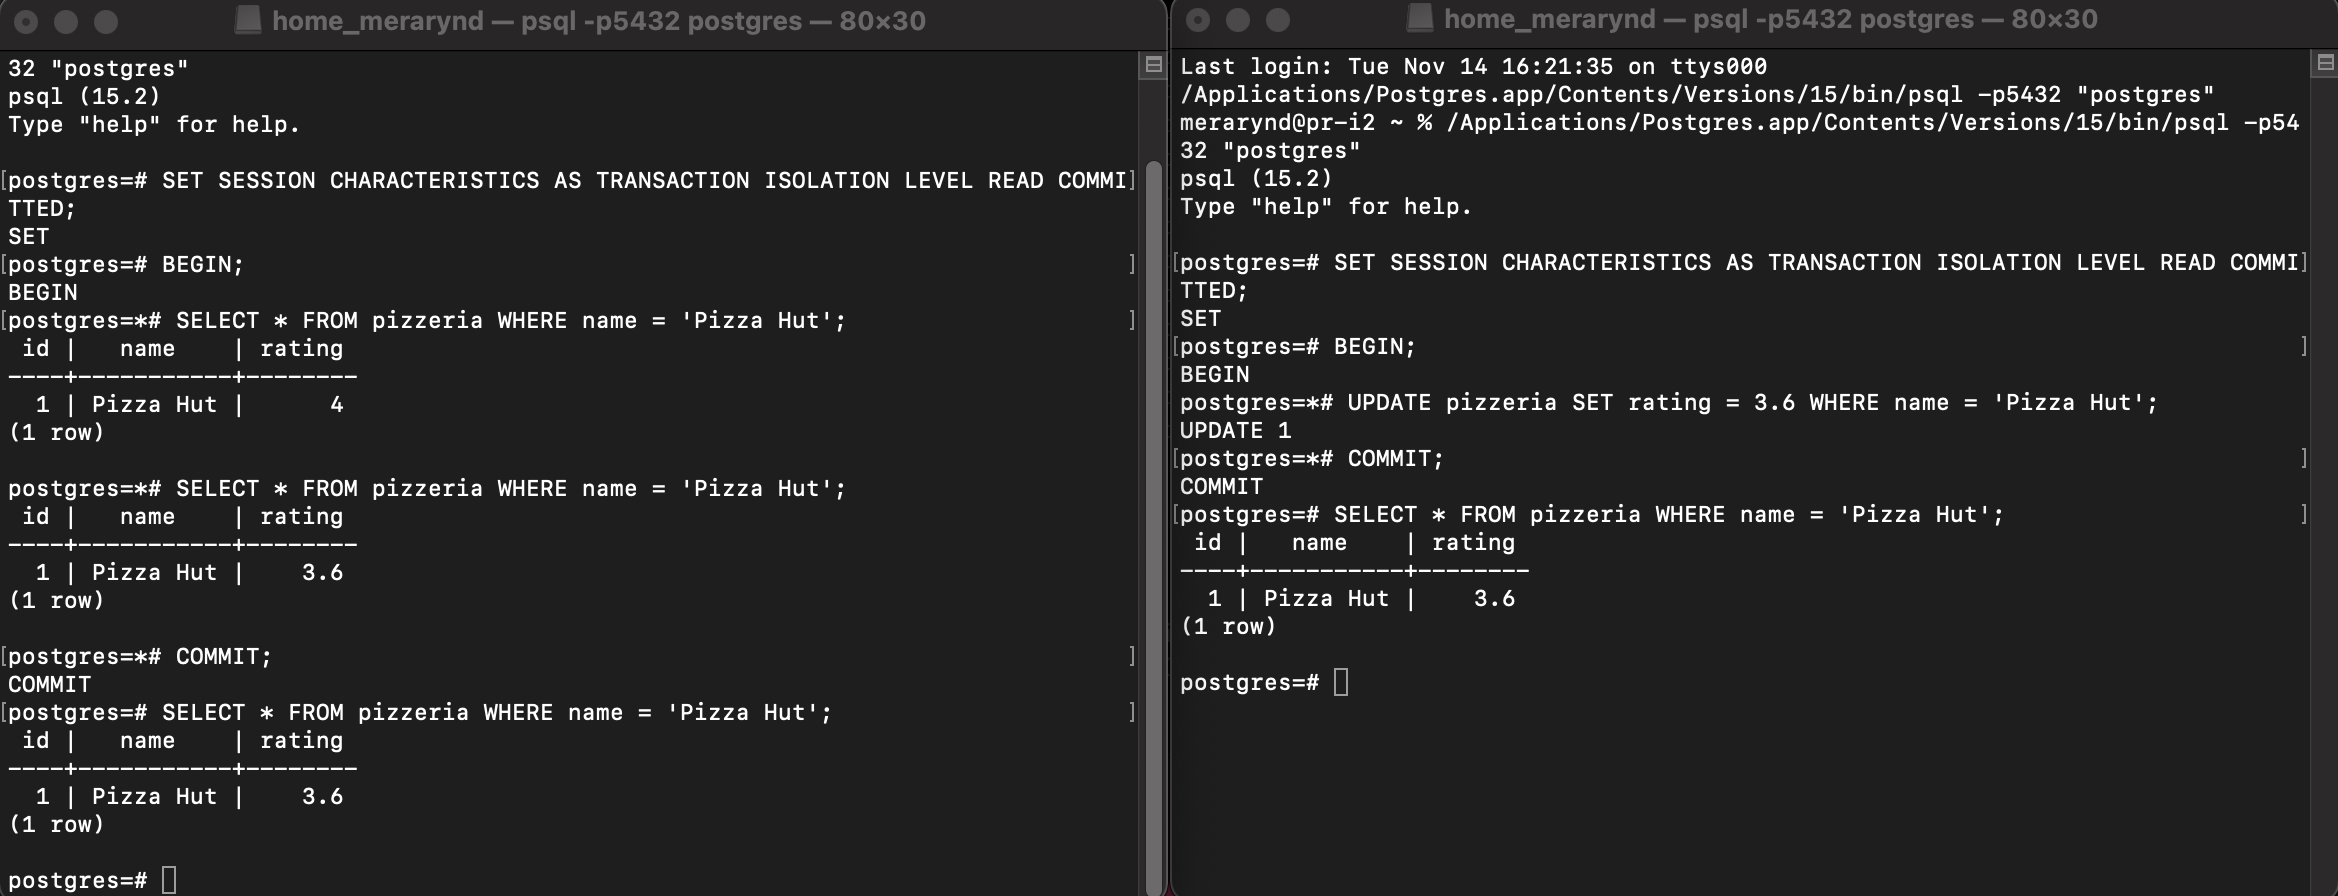 home_merarynd — psql -p5432 postgres — 80×30
32 "postgres"
psql (15.2)
Type "help" for help.
[postgres=# SET SESSION CHARACTERISTICS AS TRANSACTION ISOLATION LEVEL READ COMMI]
TTED;
SET
[postgres=# BEGIN; ]
BEGIN
[postgres=*# SELECT * FROM pizzeria WHERE name = 'Pizza Hut'; ]
 id |   name    | rating
----+-----------+--------
  1 | Pizza Hut |      4
(1 row)
postgres=*# SELECT * FROM pizzeria WHERE name = 'Pizza Hut';
 id |   name    | rating
----+-----------+--------
  1 | Pizza Hut |    3.6
(1 row)
[postgres=*# COMMIT; ]
COMMIT
[postgres=# SELECT * FROM pizzeria WHERE name = 'Pizza Hut'; ]
 id |   name    | rating
----+-----------+--------
  1 | Pizza Hut |    3.6
(1 row)
postgres=#
home_merarynd — psql -p5432 postgres — 80×30
Last login: Tue Nov 14 16:21:35 on ttys000
/Applications/Postgres.app/Contents/Versions/15/bin/psql -p5432 "postgres"
merarynd@pr-i2 ~ % /Applications/Postgres.app/Contents/Versions/15/bin/psql -p54
32 "postgres"
psql (15.2)
Type "help" for help.
[postgres=# SET SESSION CHARACTERISTICS AS TRANSACTION ISOLATION LEVEL READ COMMI]
TTED;
SET
[postgres=# BEGIN; ]
BEGIN
postgres=*# UPDATE pizzeria SET rating = 3.6 WHERE name = 'Pizza Hut';
UPDATE 1
[postgres=*# COMMIT; ]
COMMIT
[postgres=# SELECT * FROM pizzeria WHERE name = 'Pizza Hut'; ]
 id |   name    | rating
----+-----------+--------
  1 | Pizza Hut |    3.6
(1 row)
postgres=#